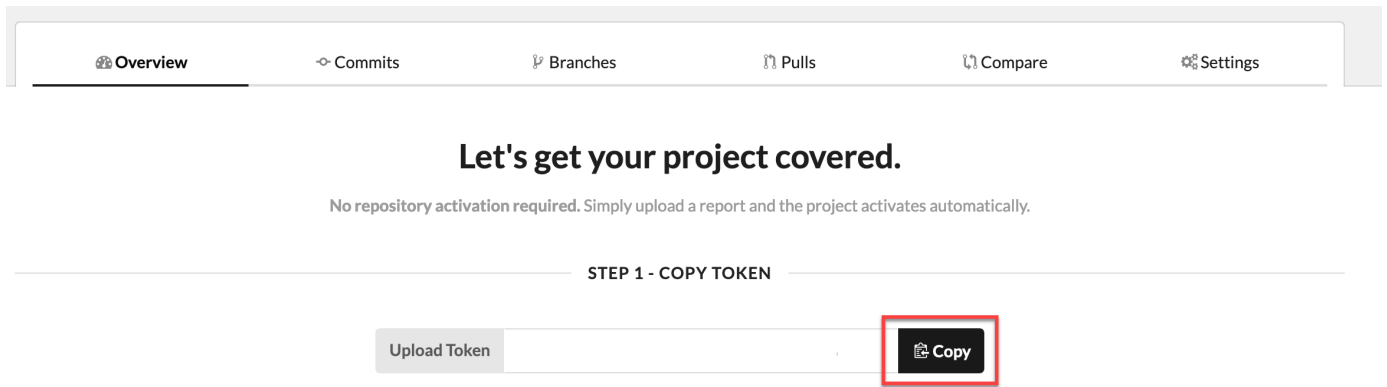 Overview Commits Branches Pulls Compare Settings
Let's get your project covered.
No repository activation required. Simply upload a report and the project activates automatically.
STEP 1 - COPY TOKEN
Upload Token Copy